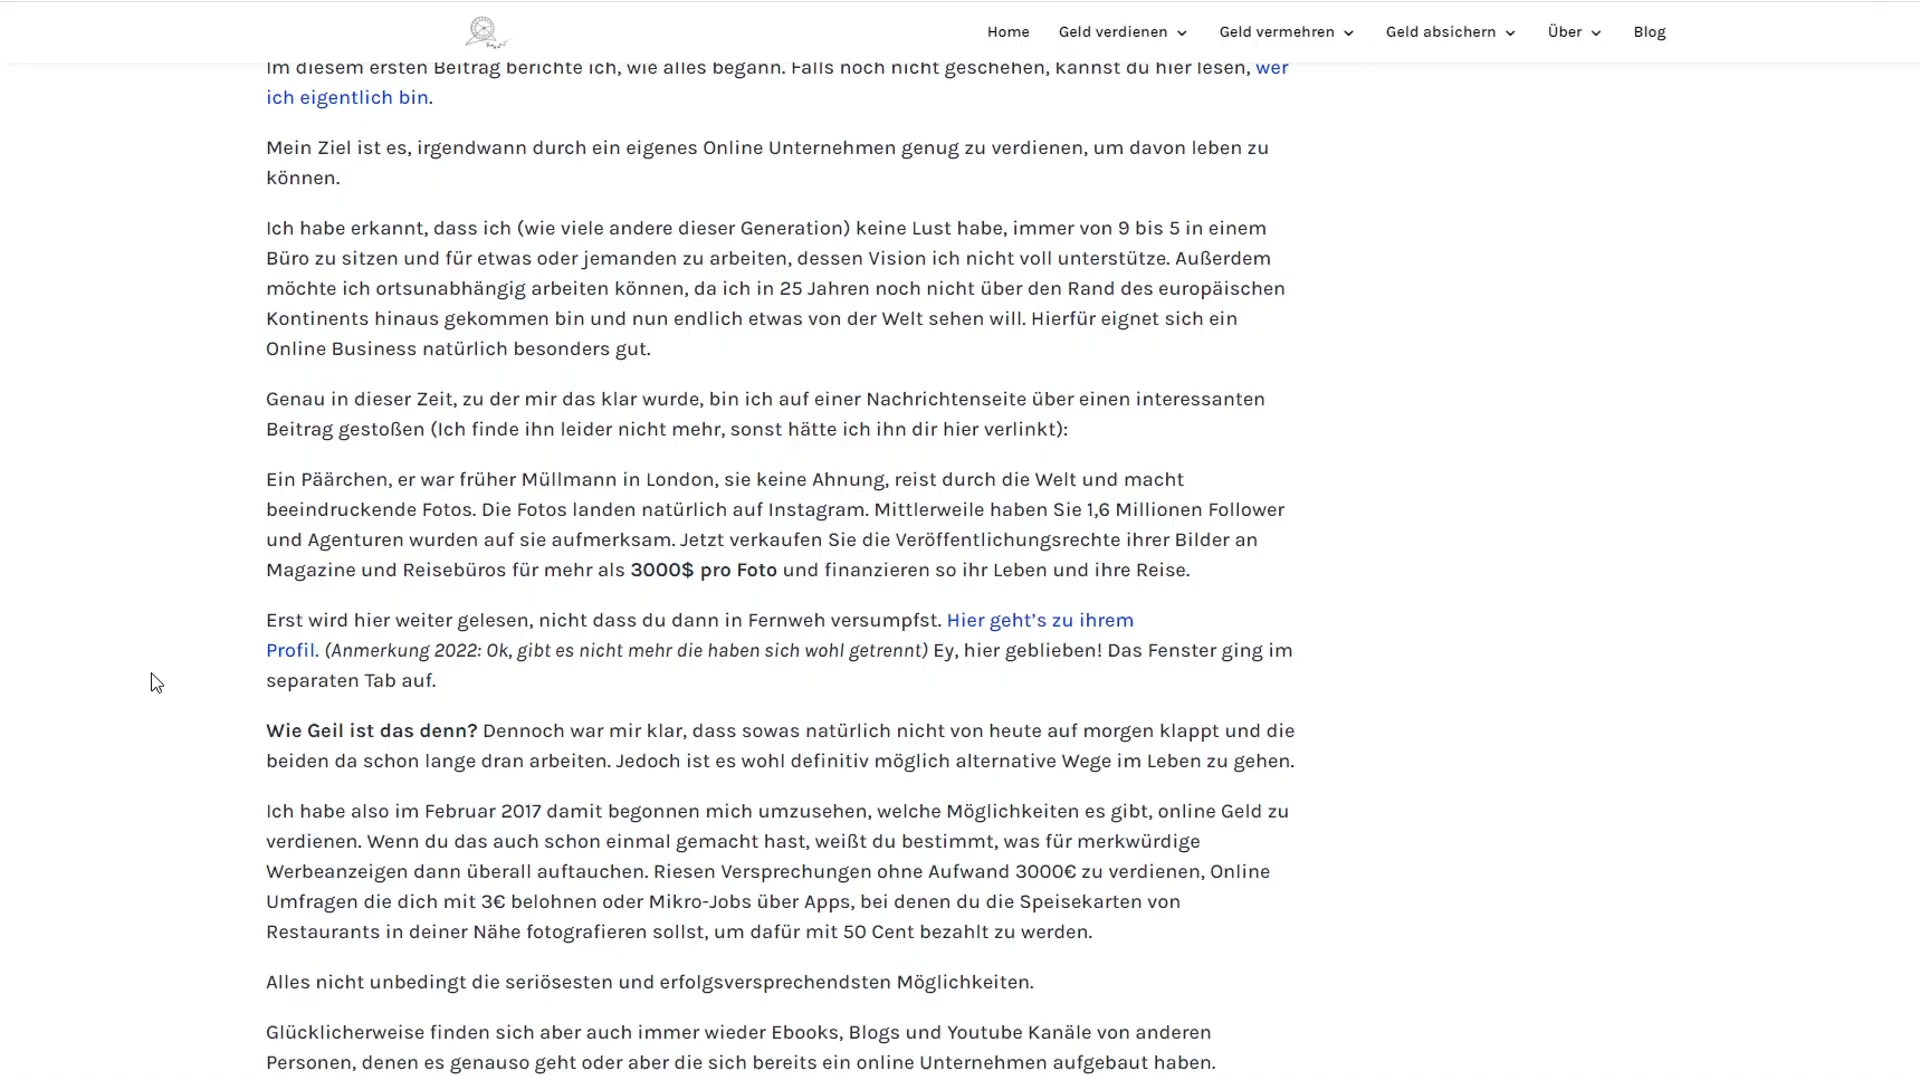 Home Geld verdienen Geld vermehren Geld absichern Über Blog
Im diesem ersten Beitrag berichte ich, wie alles begann. Falls noch nicht geschehen, kannst du hier lesen, wer
ich eigentlich bin.
Mein Ziel ist es, irgendwann durch ein eigenes Online Unternehmen genug zu verdienen, um davon leben zu
können.
Ich habe erkannt, dass ich (wie viele andere dieser Generation) keine Lust habe, immer von 9 bis 5 in einem
Büro zu sitzen und für etwas oder jemanden zu arbeiten, dessen Vision ich nicht voll unterstütze. Außerdem
möchte ich ortsunabhängig arbeiten können, da ich in 25 Jahren noch nicht über den Rand des europäischen
Kontinents hinaus gekommen bin und nun endlich etwas von der Welt sehen will. Hierfür eignet sich ein
Online Business natürlich besonders gut.
Genau in dieser Zeit, zu der mir das klar wurde, bin ich auf einer Nachrichtenseite über einen interessanten
Beitrag gestoßen (Ich finde ihn leider nicht mehr, sonst hätte ich ihn dir hier verlinkt):
Ein Päärchen, er war früher Müllmann in London, sie keine Ahnung, reist durch die Welt und macht
beeindruckende Fotos. Die Fotos landen natürlich auf Instagram. Mittlerweile haben Sie 1,6 Millionen Follower
und Agenturen wurden auf sie aufmerksam. Jetzt verkaufen Sie die Veröffentlichungsrechte ihrer Bilder an
Magazine und Reisebüros für mehr als 3000$ pro Foto und finanzieren so ihr Leben und ihre Reise.
Erst wird hier weiter gelesen, nicht dass du dann in Fernweh versumpfst. Hier geht’s zu ihrem
Profil. (Anmerkung 2022: Ok, gibt es nicht mehr die haben sich wohl getrennt) Ey, hier geblieben! Das Fenster ging im
separaten Tab auf.
Wie Geil ist das denn? Dennoch war mir klar, dass sowas natürlich nicht von heute auf morgen klappt und die
beiden da schon lange dran arbeiten. Jedoch ist es wohl definitiv möglich alternative Wege im Leben zu gehen.
Ich habe also im Februar 2017 damit begonnen mich umzusehen, welche Möglichkeiten es gibt, online Geld zu
verdienen. Wenn du das auch schon einmal gemacht hast, weißt du bestimmt, was für merkwürdige
Werbeanzeigen dann überall auftauchen. Riesen Versprechungen ohne Aufwand 3000€ zu verdienen, Online
Umfragen die dich mit 3€ belohnen oder Mikro-Jobs über Apps, bei denen du die Speisekarten von
Restaurants in deiner Nähe fotografieren sollst, um dafür mit 50 Cent bezahlt zu werden.
Alles nicht unbedingt die seriösesten und erfolgsversprechendsten Möglichkeiten.
Glücklicherweise finden sich aber auch immer wieder Ebooks, Blogs und Youtube Kanäle von anderen
Personen, denen es genauso geht oder aber die sich bereits ein online Unternehmen aufgebaut haben.